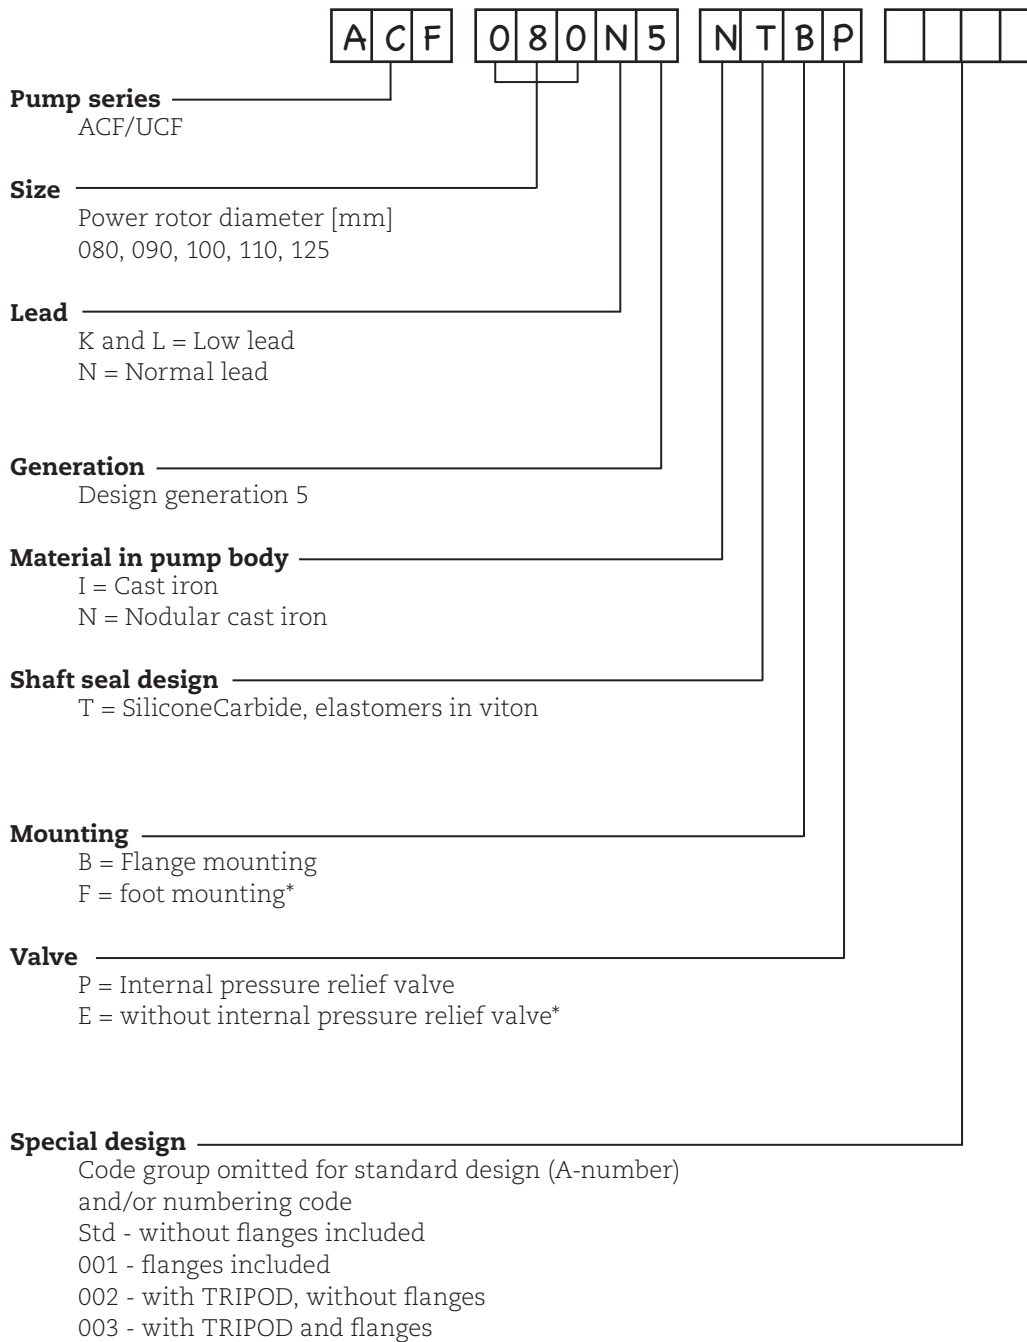 ACF 080N5 NTBP
Pump series
ACF/UCF
Size
Power rotor diameter [mm]
080, 090, 100, 110, 125
Lead
K and L = Low lead
N = Normal lead
Generation
Design generation 5
Material in pump body
I = Cast iron
N = Nodular cast iron
Shaft seal design
T = SiliconeCarbide, elastomers in viton
Mounting
B = Flange mounting
F = foot mounting*
Valve
P = Internal pressure relief valve
E = without internal pressure relief valve*
Special design
Code group omitted for standard design (A-number)
and/or numbering code
Std - without flanges included
001 - flanges included
002 - with TRIPOD, without flanges
003 - with TRIPOD and flanges